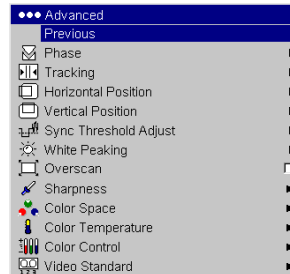 Advanced
Previous
Phase
Tracking
Horizontal Position
Vertical Position
Sync Threshold Adjust
White Peaking
Overscan
Sharpness
Color Space
Color Temperature
Color Control
Video Standard